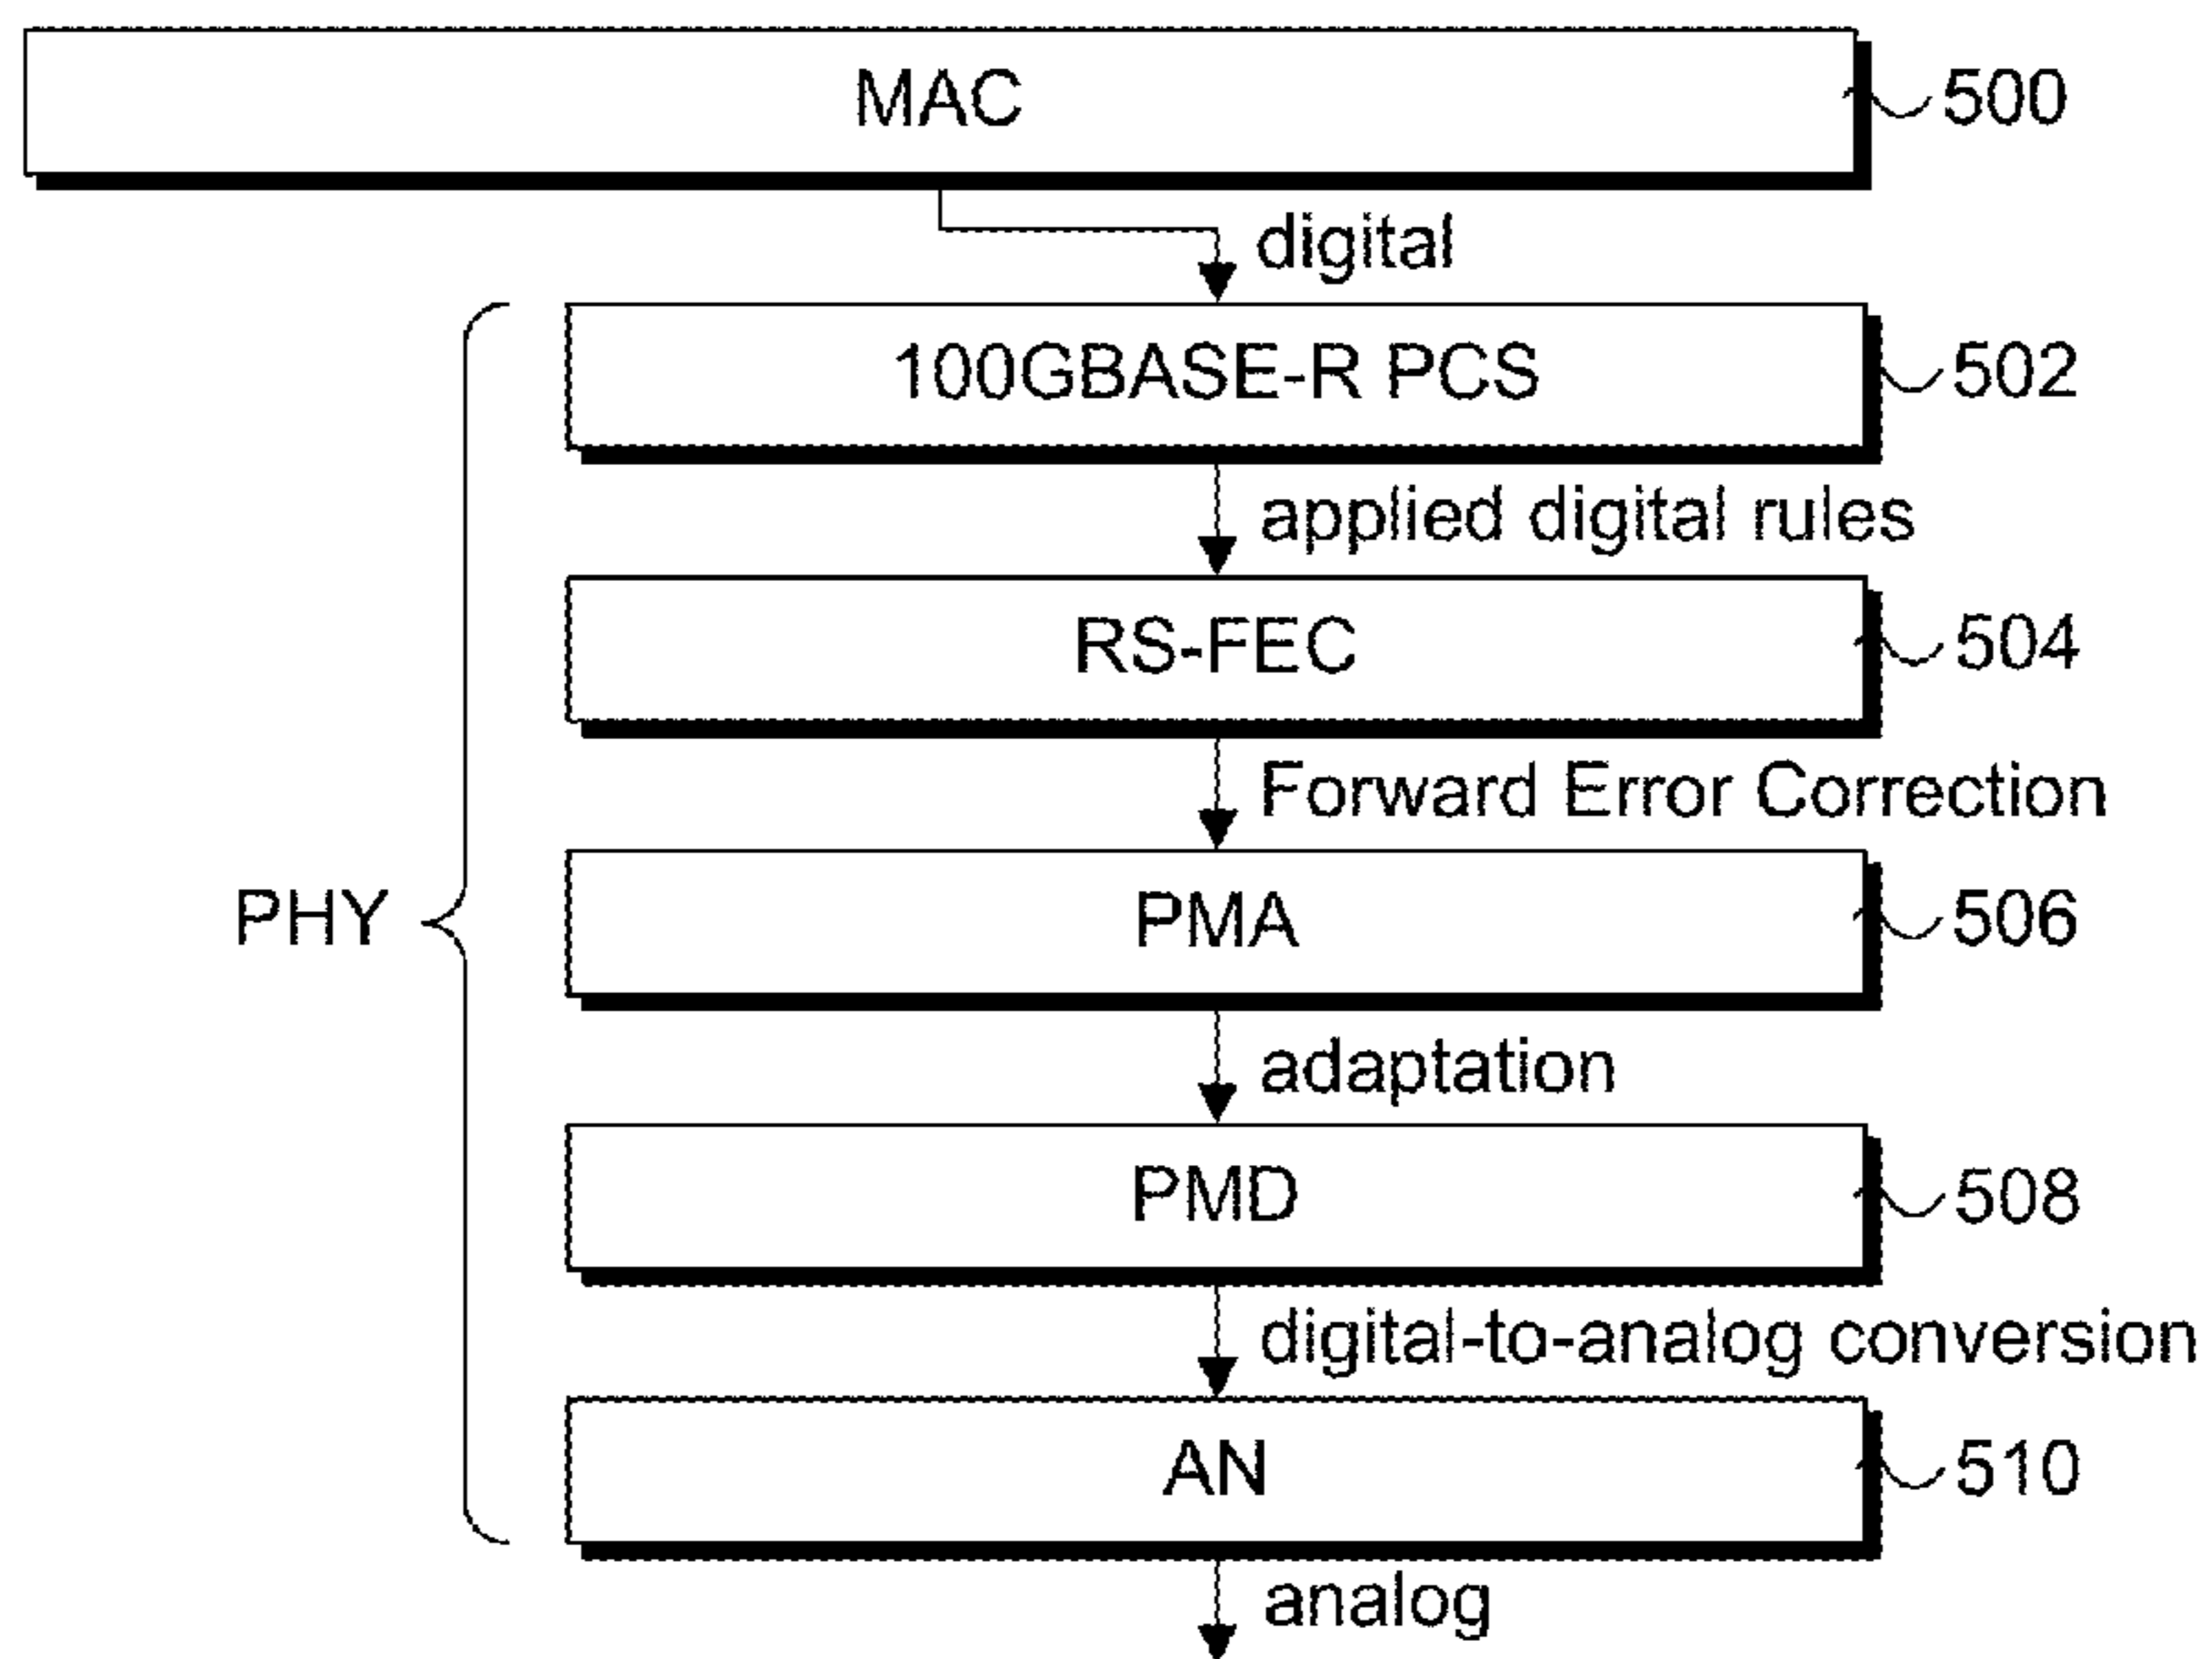 MAC 500
digital
100GBASE-R PCS 502
applied digital rules
RS-FEC 504
Forward Error Correction
PHY PMA 506
adaptation
PMD 508
digital-to-analog conversion
AN 510
analog